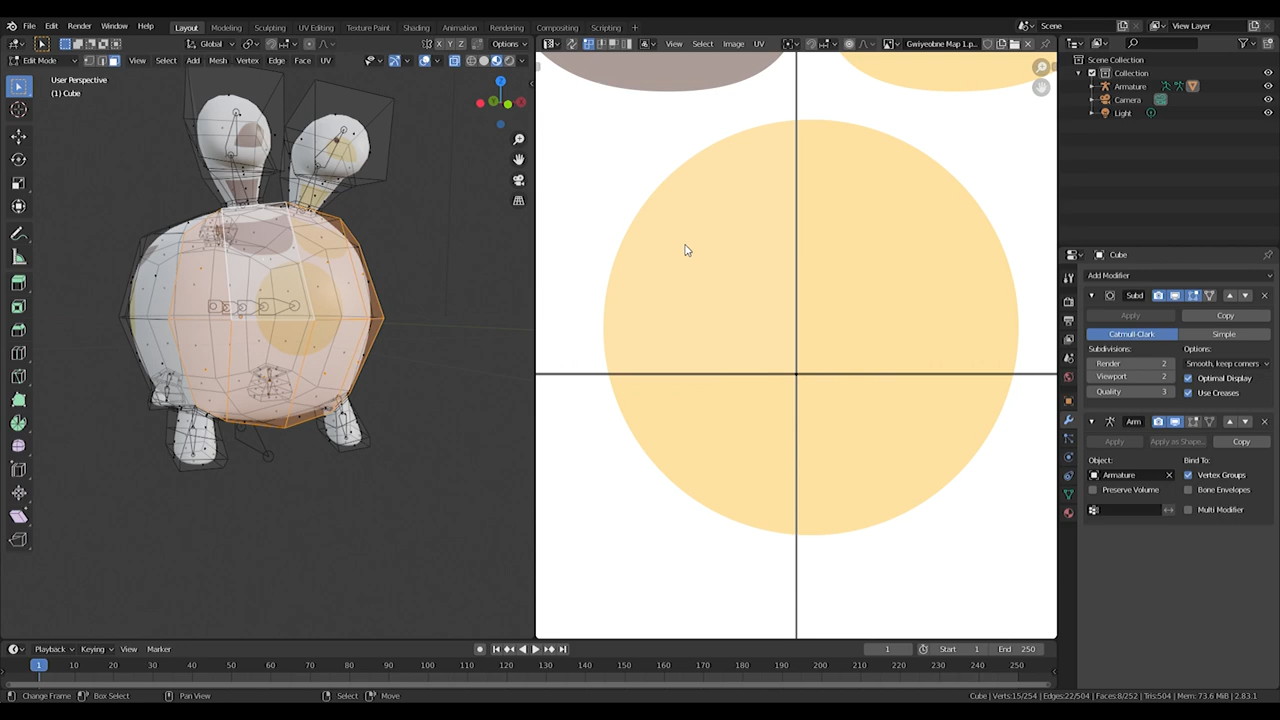 File Edit Render Window Help Layout Modeling Sculpting UV Editing Texture Paint Shading Animation Rendering Compositing Scripting + Scene View Layer
Global Options View Select Image UV Gwiyeobne Map 1.p...
Edit Mode View Select Add Mesh Vertex Edge Face UV
User Perspective
(1) Cube
X Y Z
Scene Collection
Collection
Armature
Camera
Light
Cube
Add Modifier
Subd
Apply Copy
Catmull-Clark Simple
Subdivisions: Options:
Render 2 Smooth, keep corners
Viewport 2 Optimal Display
Quality 3 Use Creases
Arm
Apply Apply as Shape... Copy
Object: Bind To:
Armature Vertex Groups
Preserve Volume Bone Envelopes
Multi Modifier
Playback Keying View Marker 1 Start 1 End 250
1 10 20 30 40 50 60 70 80 90 100 110 120 130 140 150 160 170 180 190 200 210 220 230 240 250
Change Frame Box Select Pan View Select Move Cube | Verts:15/254 | Edges:22/504 | Faces:8/252 | Tris:504 | Mem: 73.6 MiB | 2.83.1